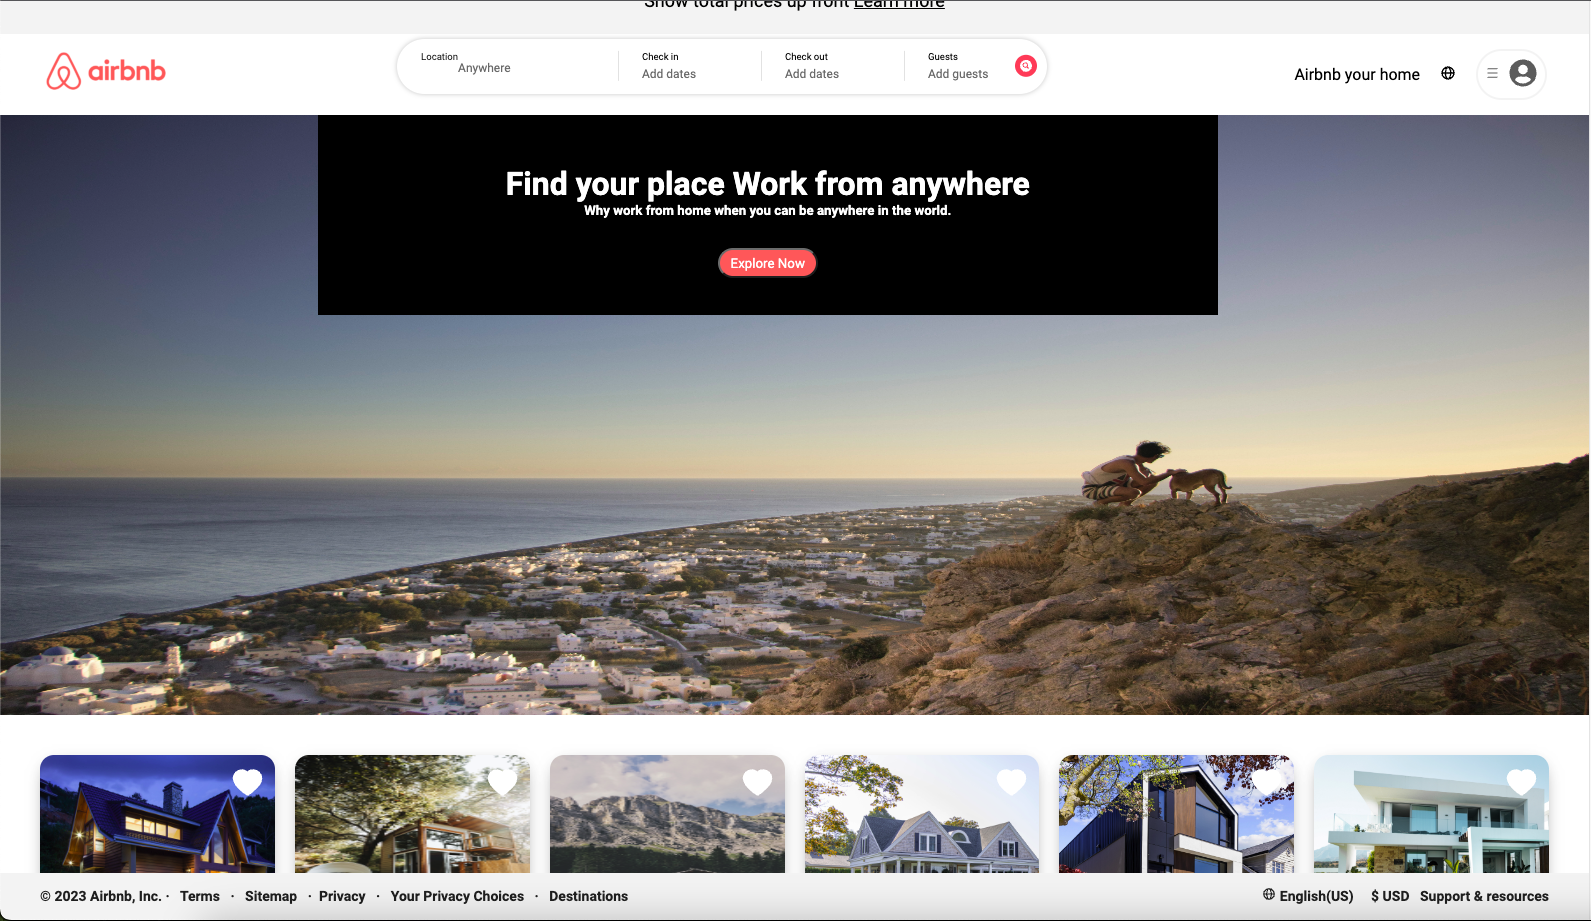 Show total prices up front Learn more
airbnb
Location
Anywhere
Check in
Add dates
Check out
Add dates
Guests
Add guests
Airbnb your home
Find your place Work from anywhere
Why work from home when you can be anywhere in the world.
Explore Now
© 2023 Airbnb, Inc. · Terms · Sitemap · Privacy · Your Privacy Choices · Destinations
English(US) $ USD Support & resources